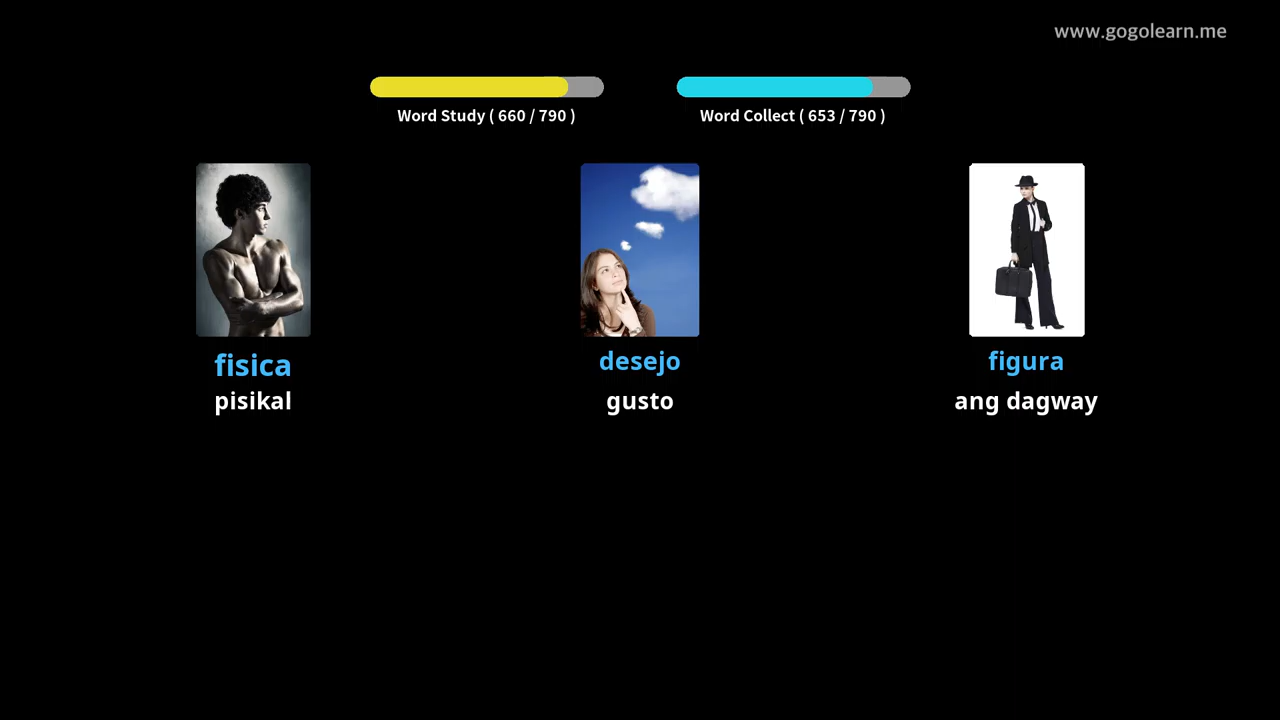 www.gogolearn.me
Word Study ( 660 / 790 )
Word Collect ( 653 / 790 )
fisica
desejo
figura
pisikal
gusto
ang dagway